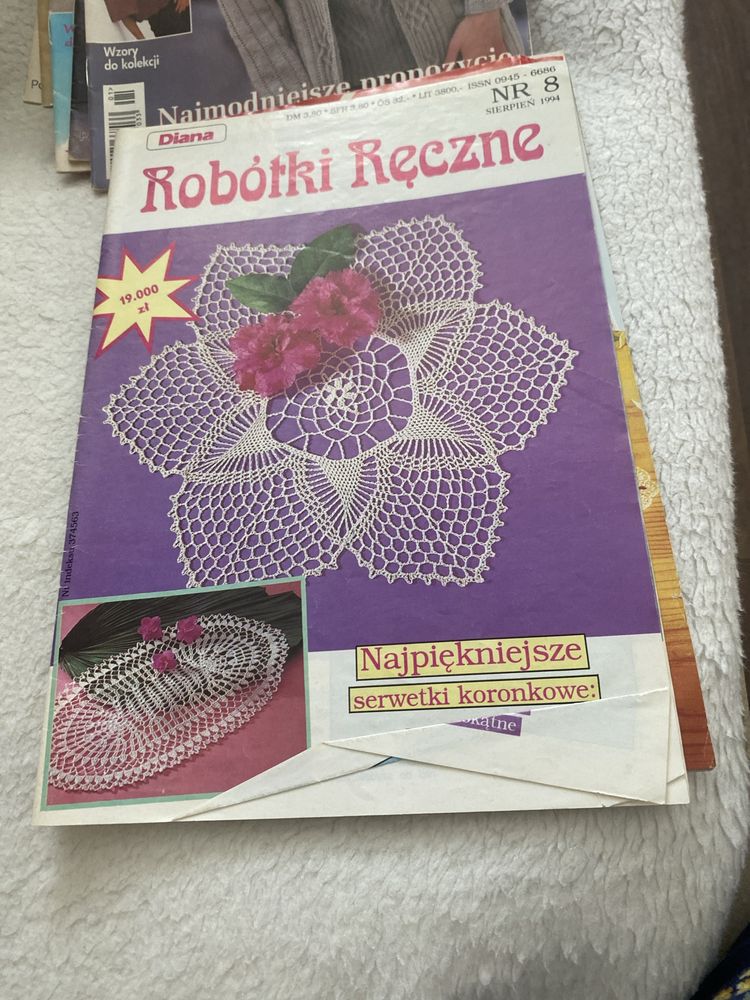 Wzory
do kolekcji
Najmodniejsze propozycje
DM 3,80 * SFR 3,80 * ÖS 32,- * LIT 3800,- ISSN 0945 - 6686
NR 8
SIERPIEŃ 1994
Diana
Robótki Ręczne
19.000
zł
Nr indeksu 374563
Najpiękniejsze
serwetki koronkowe: